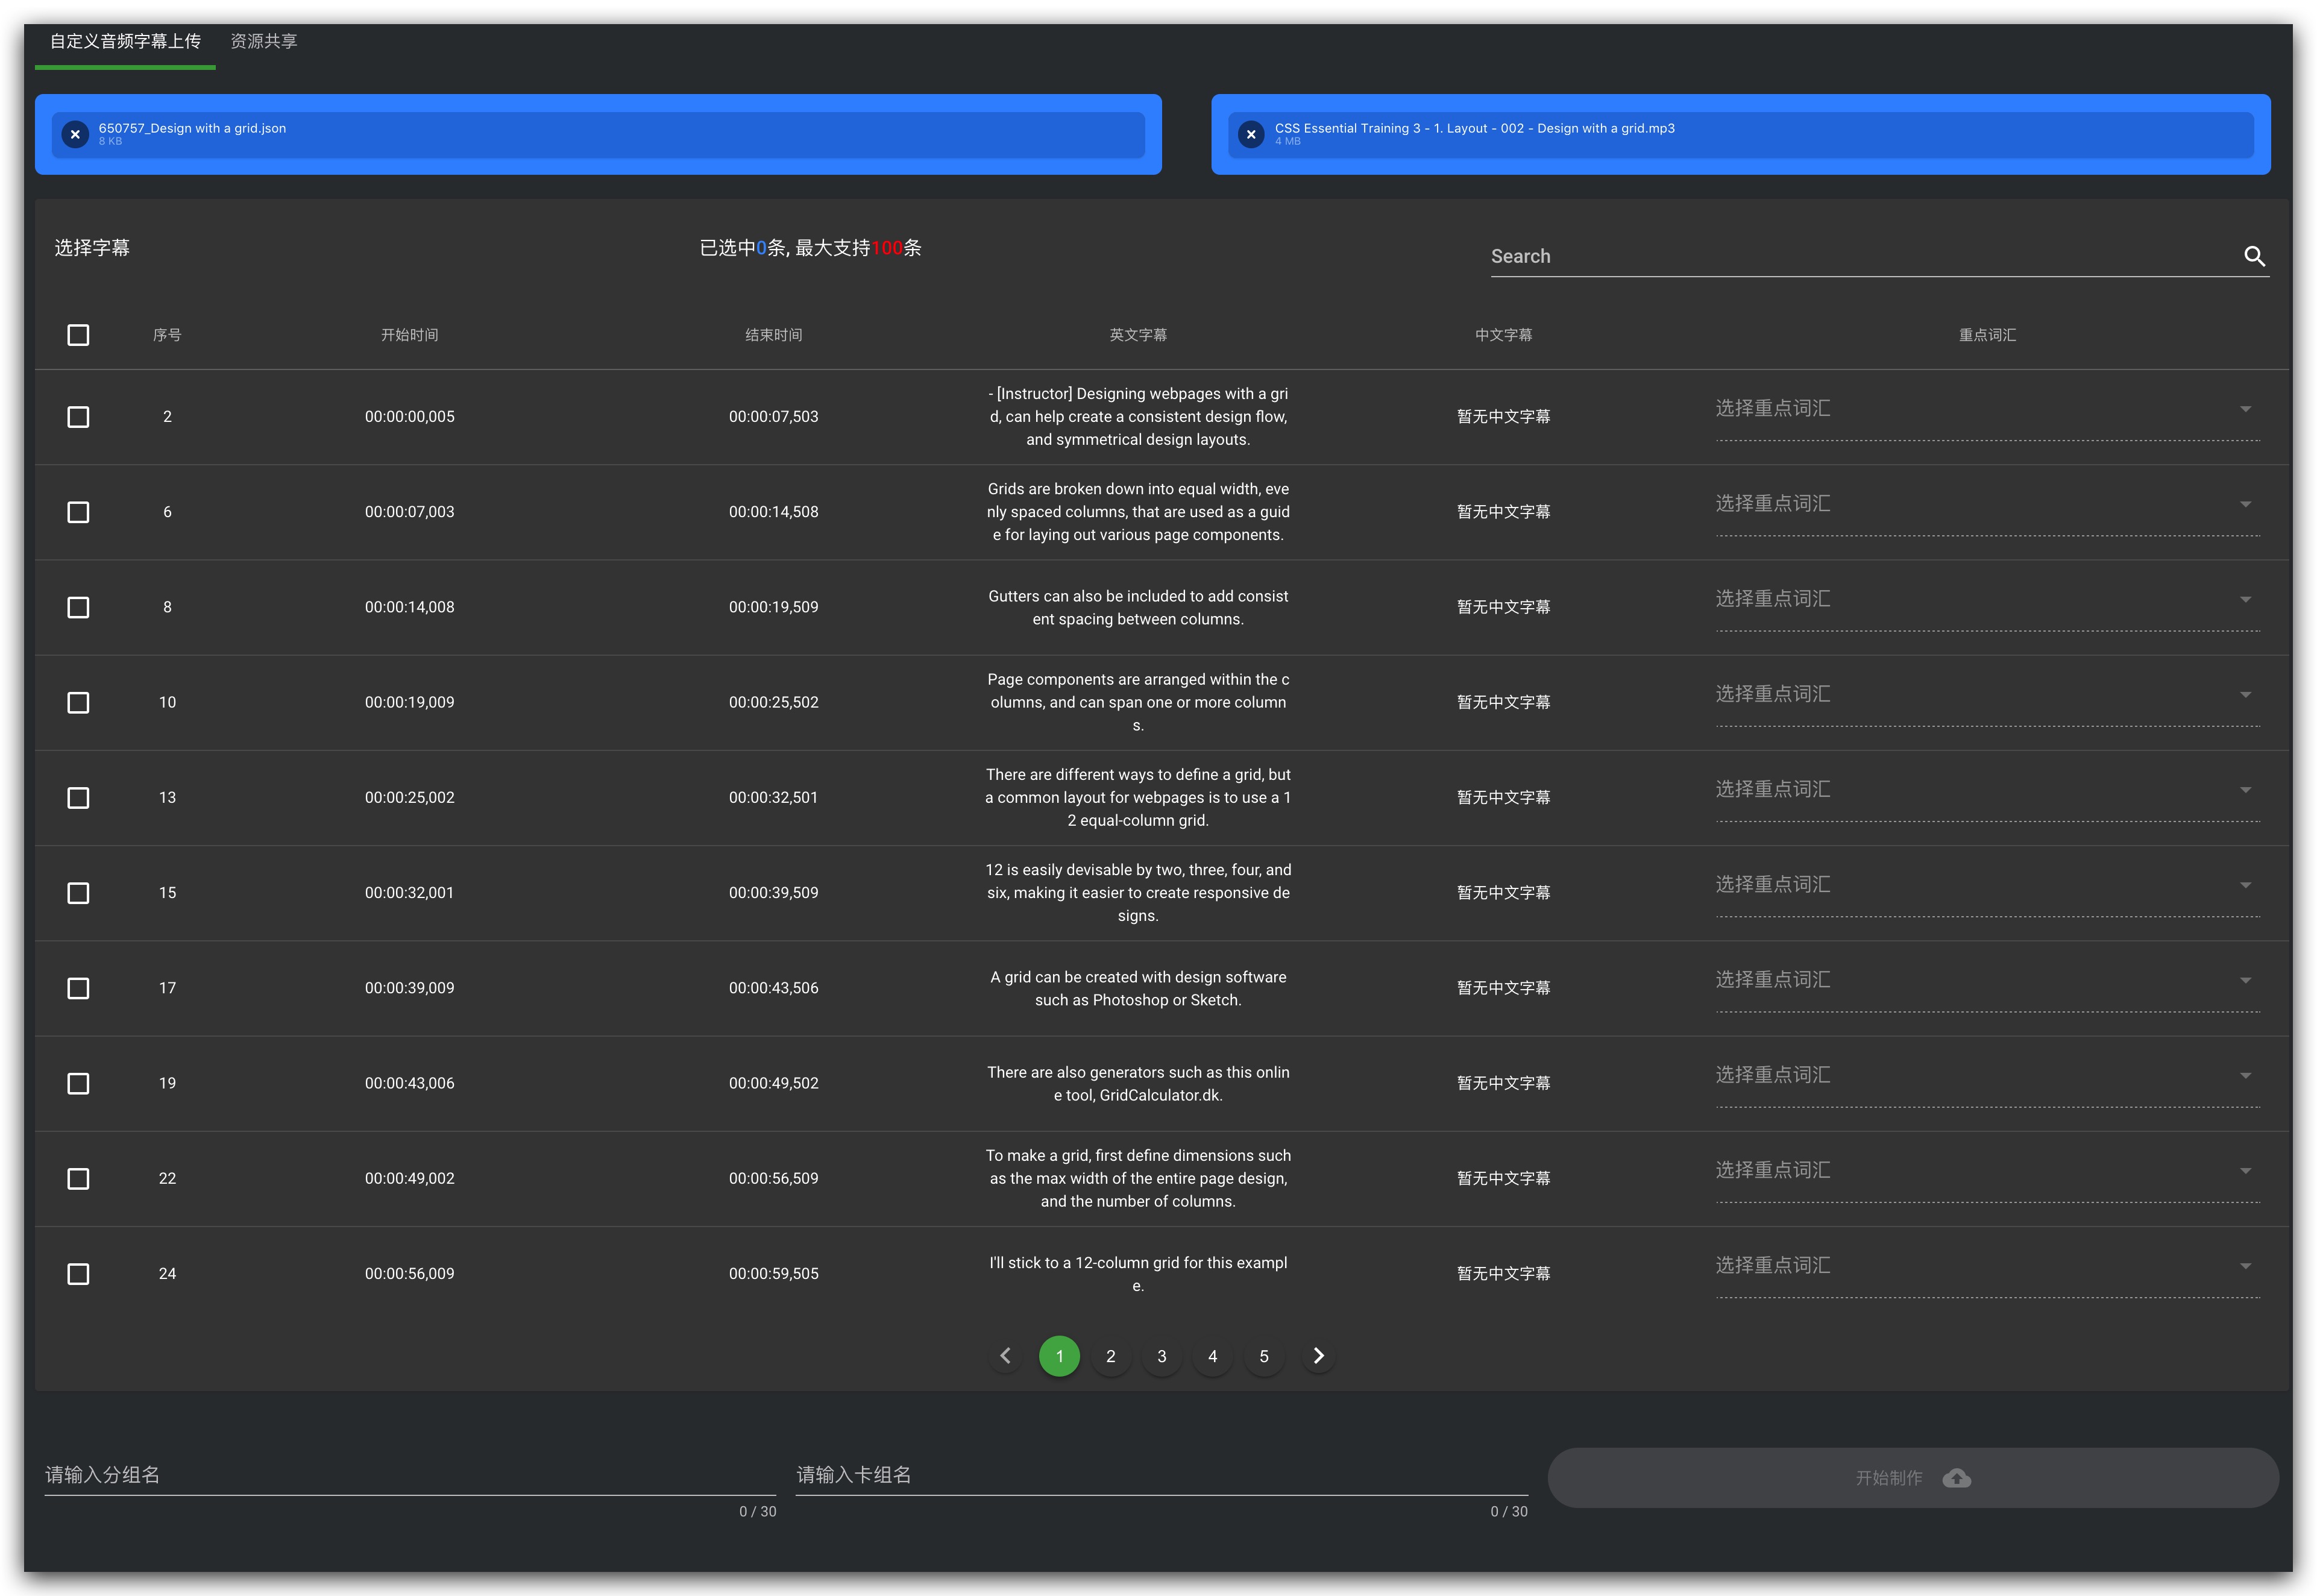 自定义音频字幕上传 资源共享
650757_Design with a grid.json
8 KB
CSS Essential Training 3 - 1. Layout - 002 - Design with a grid.mp3
4 MB
选择字幕 已选中0条, 最大支持100条 Search
序号 开始时间 结束时间 英文字幕 中文字幕 重点词汇
2 00:00:00,005 00:00:07,503
- [Instructor] Designing webpages with a gri
d, can help create a consistent design flow,
and symmetrical design layouts.
暂无中文字幕 选择重点词汇
6 00:00:07,003 00:00:14,508
Grids are broken down into equal width, eve
nly spaced columns, that are used as a guid
e for laying out various page components.
暂无中文字幕 选择重点词汇
8 00:00:14,008 00:00:19,509
Gutters can also be included to add consist
ent spacing between columns.
暂无中文字幕 选择重点词汇
10 00:00:19,009 00:00:25,502
Page components are arranged within the c
olumns, and can span one or more column
s.
暂无中文字幕 选择重点词汇
13 00:00:25,002 00:00:32,501
There are different ways to define a grid, but
a common layout for webpages is to use a 1
2 equal-column grid.
暂无中文字幕 选择重点词汇
15 00:00:32,001 00:00:39,509
12 is easily devisable by two, three, four, and
six, making it easier to create responsive de
signs.
暂无中文字幕 选择重点词汇
17 00:00:39,009 00:00:43,506
A grid can be created with design software
such as Photoshop or Sketch.
暂无中文字幕 选择重点词汇
19 00:00:43,006 00:00:49,502
There are also generators such as this onlin
e tool, GridCalculator.dk.
暂无中文字幕 选择重点词汇
22 00:00:49,002 00:00:56,509
To make a grid, first define dimensions such
as the max width of the entire page design,
and the number of columns.
暂无中文字幕 选择重点词汇
24 00:00:56,009 00:00:59,505
I'll stick to a 12-column grid for this exampl
e.
暂无中文字幕 选择重点词汇
1 2 3 4 5
请输入分组名 请输入卡组名 开始制作
0 / 30 0 / 30